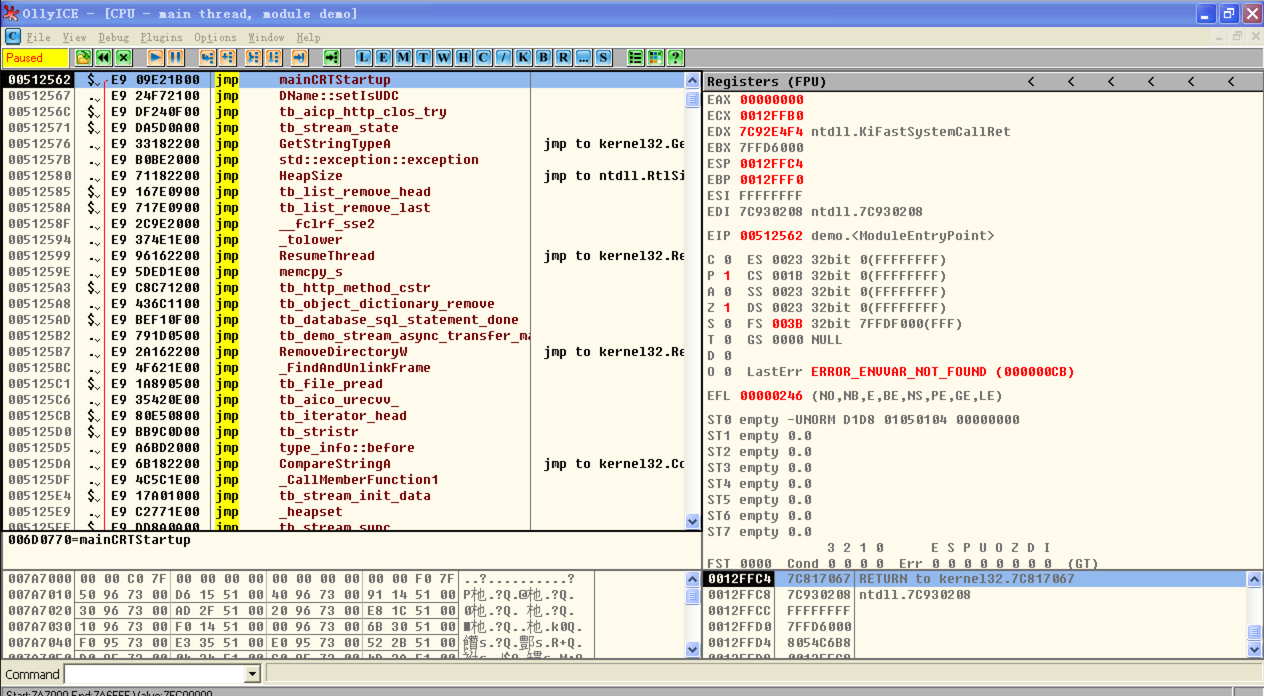 OllyICE - [CPU - main thread, module demo]
C File View Debug Plugins Options Window Help
Paused L E M T W H C / K B R ... S ?
00512562 $ E9 09E21B00 jmp mainCRTStartup
00512567 . E9 24F72100 jmp DName::setIsUDC
0051256C $ E9 DF240F00 jmp tb_aicp_http_clos_try
00512571 $ E9 DA5D0A00 jmp tb_stream_state
00512576 . E9 33182200 jmp GetStringTypeA jmp to kernel32.Ge
0051257B . E9 B0BE2000 jmp std::exception::exception
00512580 . E9 71182200 jmp HeapSize jmp to ntdll.RtlSi
00512585 $ E9 167E0900 jmp tb_list_remove_head
0051258A $ E9 717E0900 jmp tb_list_remove_last
0051258F . E9 2C9E2000 jmp __fclrf_sse2
00512594 . E9 374E1E00 jmp _tolower
00512599 . E9 96162200 jmp ResumeThread jmp to kernel32.Re
0051259E . E9 5DED1E00 jmp memcpy_s
005125A3 $ E9 C8C71200 jmp tb_http_method_cstr
005125A8 . E9 436C1100 jmp tb_object_dictionary_remove
005125AD $ E9 BEF10F00 jmp tb_database_sql_statement_done
005125B2 . E9 791D0500 jmp tb_demo_stream_async_transfer_ma
005125B7 . E9 2A162200 jmp RemoveDirectoryW jmp to kernel32.Re
005125BC . E9 4F621E00 jmp _FindAndUnlinkFrame
005125C1 $ E9 1A890500 jmp tb_file_pread
005125C6 . E9 35420E00 jmp tb_aico_urecvv_
005125CB $ E9 80E50800 jmp tb_iterator_head
005125D0 $ E9 BB9C0D00 jmp tb_stristr
005125D5 . E9 A6BD2000 jmp type_info::before
005125DA . E9 6B182200 jmp CompareStringA jmp to kernel32.Co
005125DF . E9 4C5C1E00 jmp _CallMemberFunction1
005125E4 $ E9 17A01000 jmp tb_stream_init_data
005125E9 . E9 C2771E00 jmp _heapset
005125EE $ E9 DD8A0A00 jmp tb_stream_sync
006D0770=mainCRTStartup
Registers (FPU) < < < < < <
EAX 00000000
ECX 0012FFB0
EDX 7C92E4F4 ntdll.KiFastSystemCallRet
EBX 7FFD6000
ESP 0012FFC4
EBP 0012FFF0
ESI FFFFFFFF
EDI 7C930208 ntdll.7C930208
EIP 00512562 demo.<ModuleEntryPoint>
C 0 ES 0023 32bit 0(FFFFFFFF)
P 1 CS 001B 32bit 0(FFFFFFFF)
A 0 SS 0023 32bit 0(FFFFFFFF)
Z 1 DS 0023 32bit 0(FFFFFFFF)
S 0 FS 003B 32bit 7FFDF000(FFF)
T 0 GS 0000 NULL
D 0
O 0 LastErr ERROR_ENVVAR_NOT_FOUND (000000CB)
EFL 00000246 (NO,NB,E,BE,NS,PE,GE,LE)
ST0 empty -UNORM D1D8 01050104 00000000
ST1 empty 0.0
ST2 empty 0.0
ST3 empty 0.0
ST4 empty 0.0
ST5 empty 0.0
ST6 empty 0.0
ST7 empty 0.0
3 2 1 0 E S P U O Z D I
FST 0000 Cond 0 0 0 0 Err 0 0 0 0 0 0 0 0 (GT)
007A7000 00 00 C0 7F 00 00 00 00 00 00 00 00 00 00 F0 7F ..?..........?
007A7010 50 96 73 00 D6 15 51 00 40 96 73 00 91 14 51 00
007A7020 30 96 73 00 AD 2F 51 00 20 96 73 00 E8 1C 51 00
007A7030 10 96 73 00 F0 14 51 00 00 96 73 00 6B 30 51 00
007A7040 F0 95 73 00 E3 35 51 00 E0 95 73 00 52 2B 51 00
0012FFC4 7C817067 RETURN to kernel32.7C817067
0012FFC8 7C930208 ntdll.7C930208
0012FFCC FFFFFFFF
0012FFD0 7FFD6000
0012FFD4 8054C6B8
Command